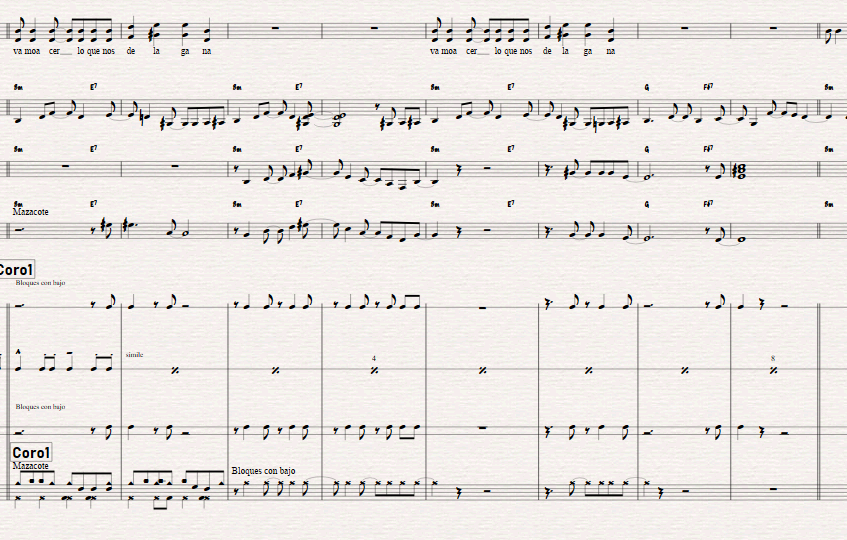 va moa cer___ lo que nos de la ga na va moa cer___ lo que nos de la ga na
Bm E7 Bm E7 Bm E7 G F#7 Bm
Bm E7 Bm E7 Bm E7 G F#7 Bm
Bm E7 Bm E7 Bm E7 G F#7 Bm
Mazacote
Coro1
Bloques con bajo
simile 4 8
Bloques con bajo
Coro1
Mazacote Bloques con bajo